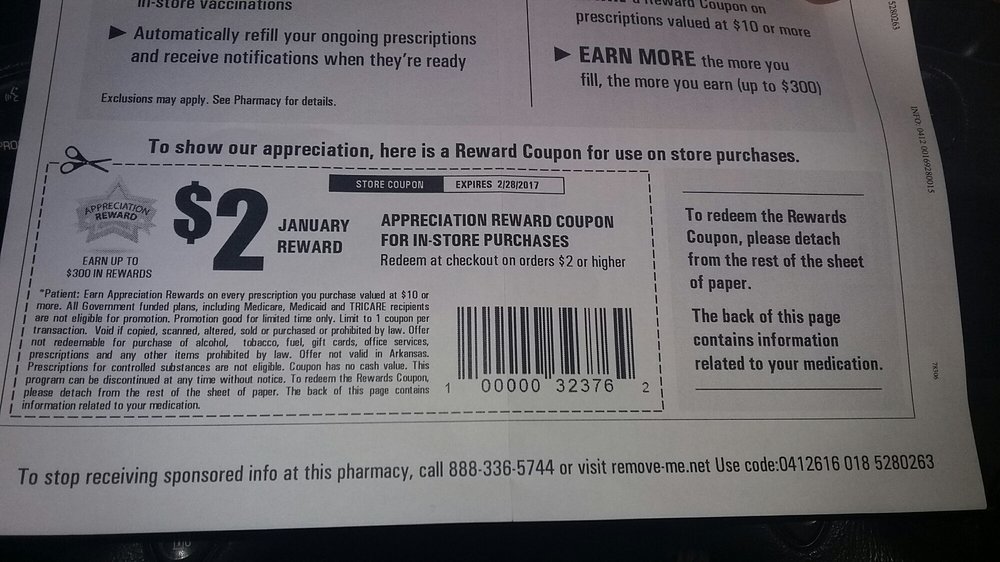 in-store vaccinations
► Automatically refill your ongoing prescriptions
and receive notifications when they're ready
Exclusions may apply. See Pharmacy for details.
Reward Coupon on
prescriptions valued at $10 or more
► EARN MORE the more you
fill, the more you earn (up to $300)
5280263
INFO: 0412 00169280015
To show our appreciation, here is a Reward Coupon for use on store purchases.
STORE COUPON EXPIRES 2/28/2017
APPRECIATION
REWARD
EARN UP TO
$300 IN REWARDS
$2
JANUARY
REWARD
APPRECIATION REWARD COUPON
FOR IN-STORE PURCHASES
Redeem at checkout on orders $2 or higher
*Patient: Earn Appreciation Rewards on every prescription you purchase valued at $10 or
more. All Government funded plans, including Medicare, Medicaid and TRICARE recipients
are not eligible for promotion. Promotion good for limited time only. Limit to 1 coupon per
transaction. Void if copied, scanned, altered, sold or purchased or prohibited by law. Offer
not redeemable for purchase of alcohol, tobacco, fuel, gift cards, office services,
prescriptions and any other items prohibited by law. Offer not valid in Arkansas.
Prescriptions for controlled substances are not eligible. Coupon has no cash value. This
program can be discontinued at any time without notice. To redeem the Rewards Coupon,
please detach from the rest of the sheet of paper. The back of this page contains
information related to your medication.
1 00000 32376 2
To redeem the Rewards
Coupon, please detach
from the rest of the sheet
of paper.
The back of this page
contains information
related to your medication.
To stop receiving sponsored info at this pharmacy, call 888-336-5744 or visit remove-me.net Use code:0412616 018 5280263